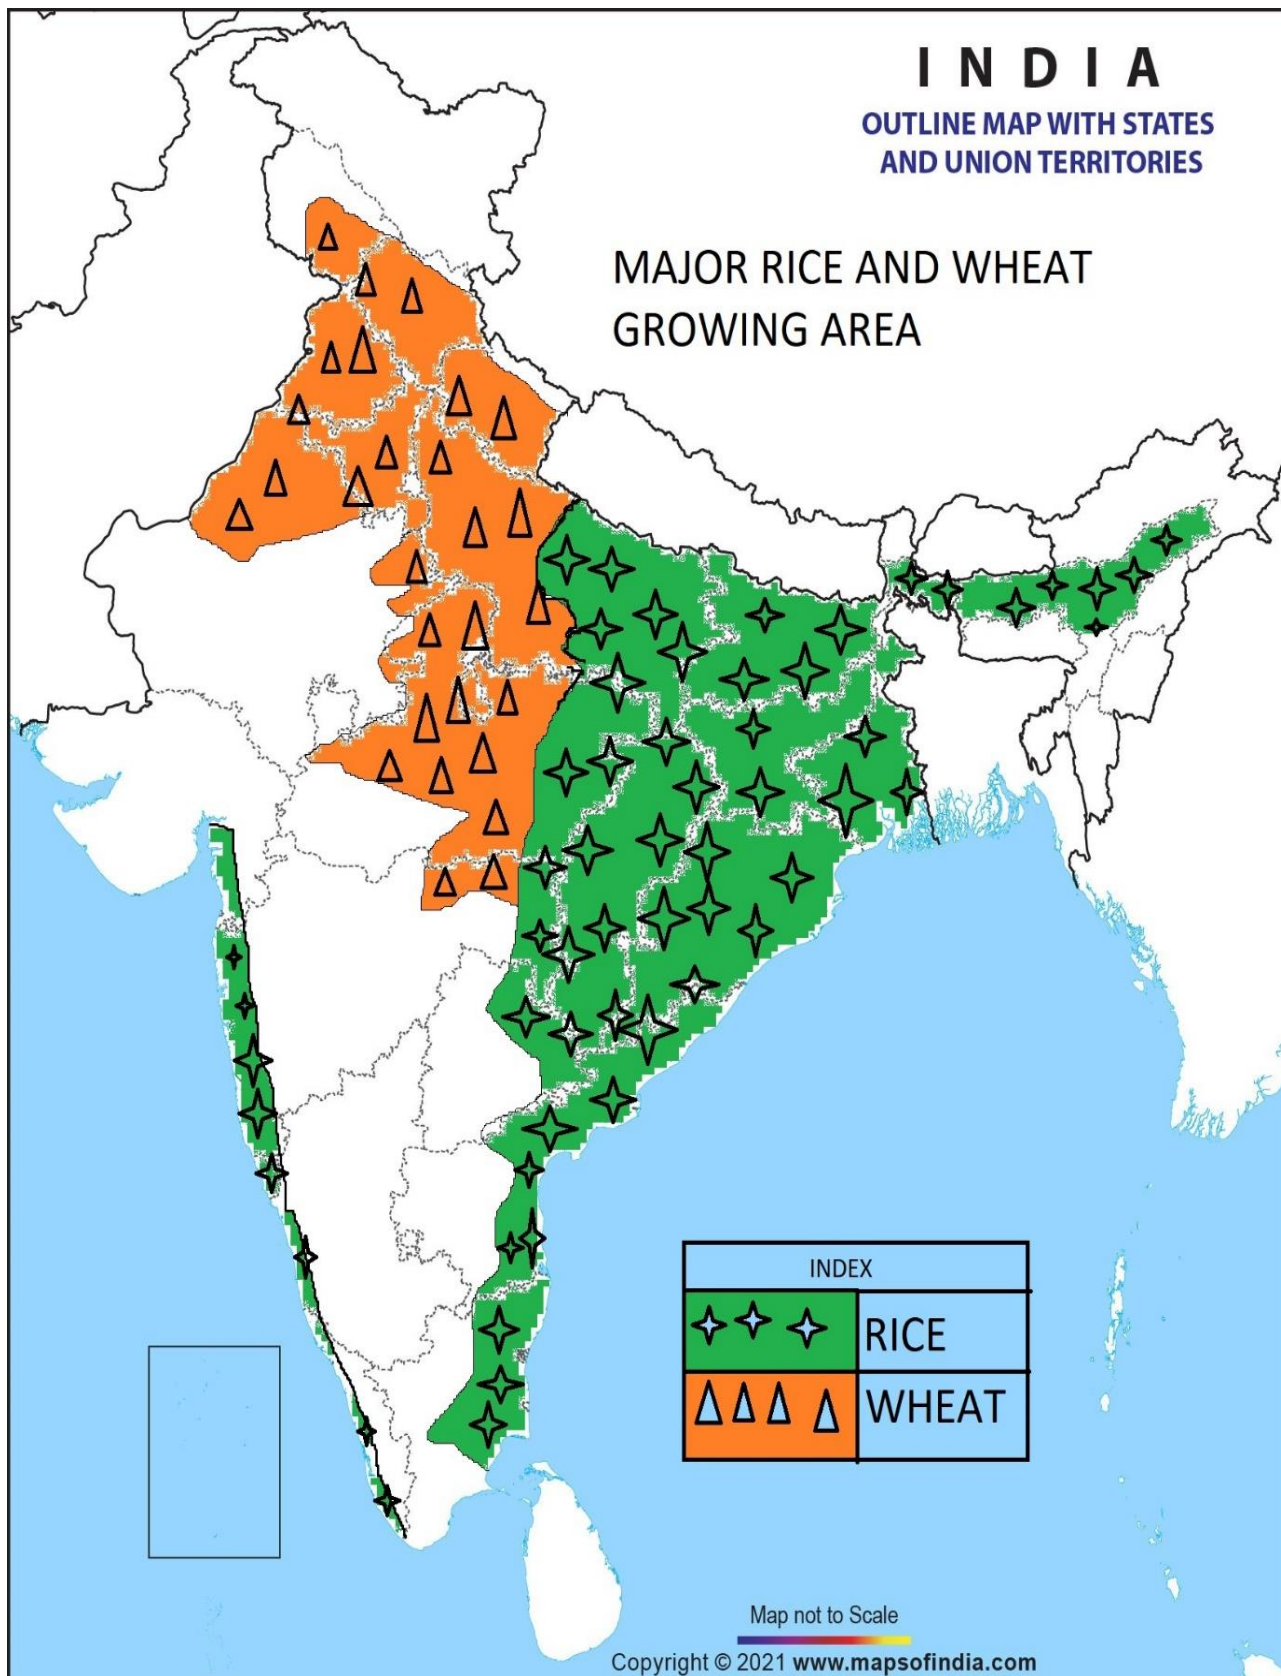 INDIA
OUTLINE MAP WITH STATES
AND UNION TERRITORIES
MAJOR RICE AND WHEAT
GROWING AREA
INDEX
RICE
WHEAT
Map not to Scale
Copyright © 2021 www.mapsofindia.com